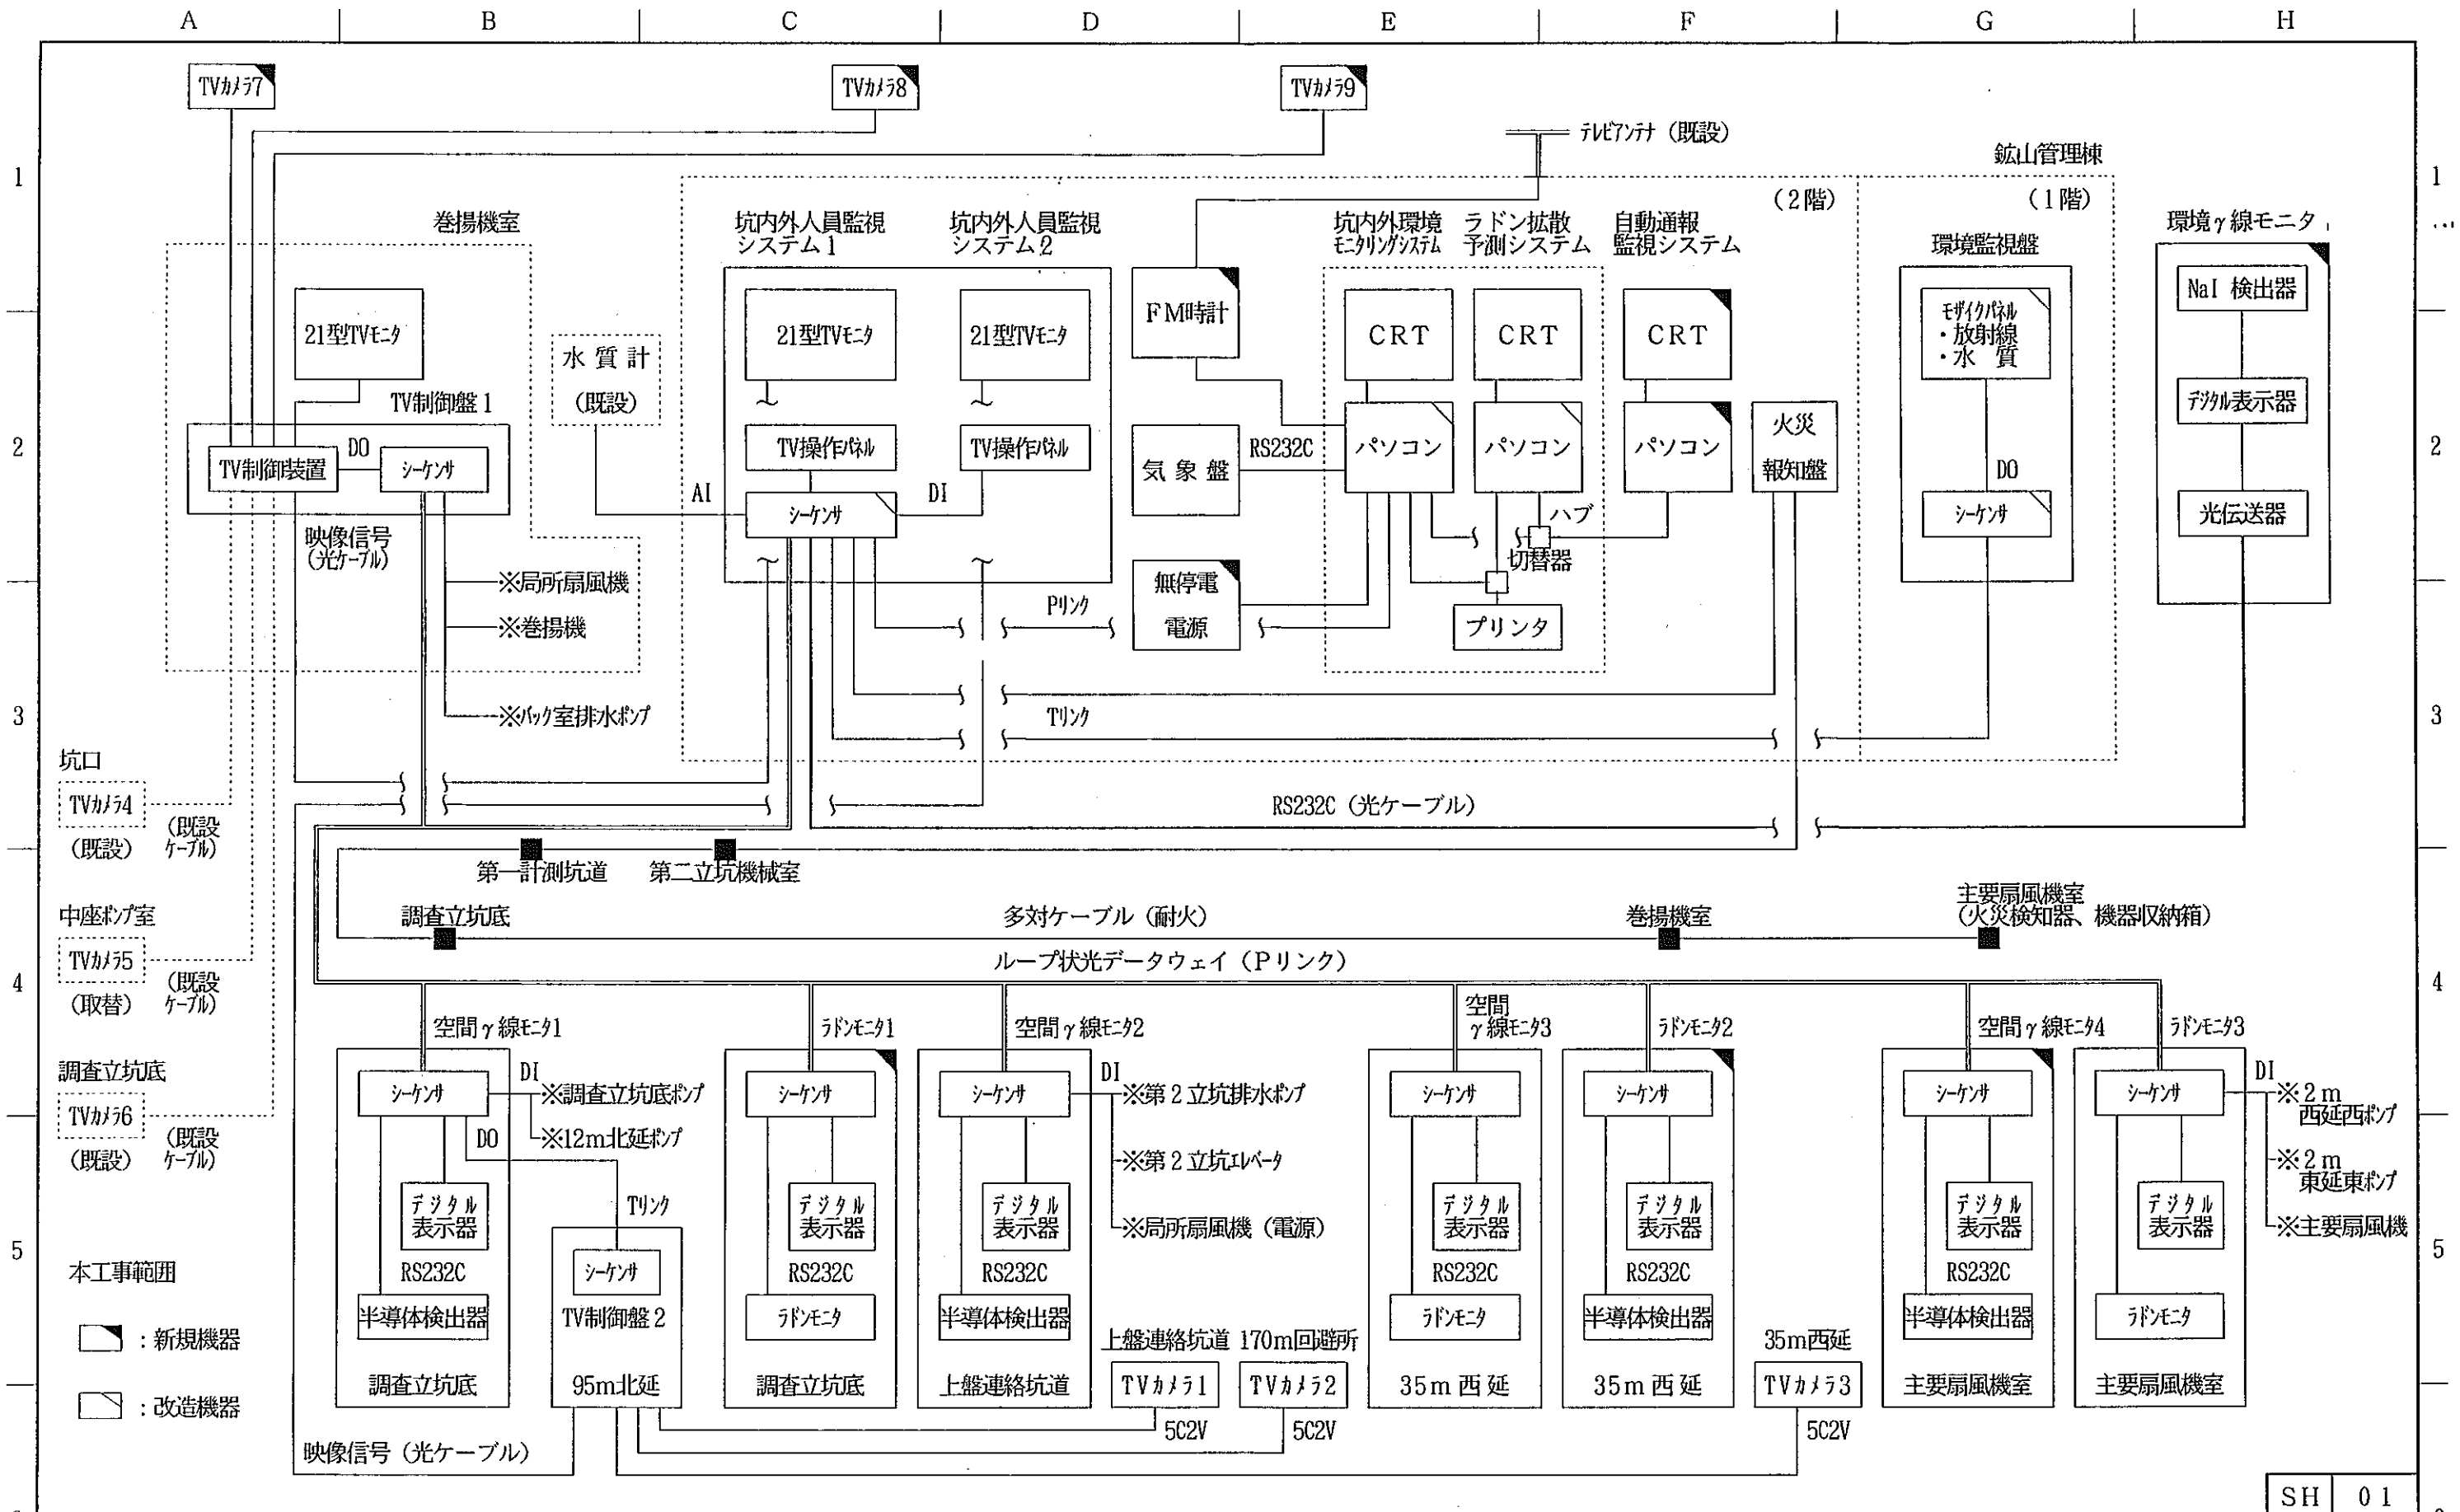 A B C D E F G H
TVカメラ7
TVカメラ8
TVカメラ9
テレビアンテナ（既設）
鉱山管理棟
1
1
（2階）
（1階）
巻揚機室
坑内外人員監視
システム1
坑内外人員監視
システム2
坑内外環境
モニタリングシステム
ラドン拡散
予測システム
自動通報
監視システム
環境監視盤
環境γ線モニタ
21型TVモニタ
水質計
（既設）
21型TVモニタ
21型TVモニタ
FM時計
CRT
CRT
CRT
モザイクパネル
・放射線
・水　質
NaI 検出器
デジタル表示器
光伝送器
TV制御盤1
2
2
TV制御装置
DO
シーケンサ
TV操作パネル
TV操作パネル
気象盤
RS232C
パソコン
パソコン
パソコン
火災
報知盤
DO
シーケンサ
AI
シーケンサ
DI
ハブ
切替器
映像信号
（光ケーブル）
※局所扇風機
※巻揚機
※バック室排水ポンプ
Pリンク
無停電
電源
プリンタ
3
3
Tリンク
坑口
TVカメラ4
（既設）
（既設
ケーブル）
RS232C（光ケーブル）
第一計測坑道
第二立坑機械室
中座ポンプ室
TVカメラ5
（取替）
（既設
ケーブル）
調査立坑底
多対ケーブル（耐火）
巻揚機室
主要扇風機室
（火災検知器、機器収納箱）
ループ状光データウェイ（Pリンク）
4
4
空間γ線モニタ1
ラドンモニタ1
空間γ線モニタ2
空間
γ線モニタ3
ラドンモニタ2
空間γ線モニタ4
ラドンモニタ3
調査立坑底
TVカメラ6
（既設）
（既設
ケーブル）
シーケンサ
DI
※調査立坑底ポンプ
※12m北延ポンプ
DO
シーケンサ
シーケンサ
DI
※第2立坑排水ポンプ
※第2立坑エレベータ
※局所扇風機（電源）
シーケンサ
シーケンサ
シーケンサ
シーケンサ
DI
※2m
西延西ポンプ
※2m
東延東ポンプ
※主要扇風機
5
5
デジタル
表示器
Tリンク
デジタル
表示器
デジタル
表示器
デジタル
表示器
デジタル
表示器
デジタル
表示器
デジタル
表示器
RS232C
シーケンサ
RS232C
RS232C
RS232C
RS232C
RS232C
半導体検出器
TV制御盤2
ラドンモニタ
半導体検出器
ラドンモニタ
半導体検出器
半導体検出器
ラドンモニタ
調査立坑底
95m北延
調査立坑底
上盤連絡坑道
上盤連絡坑道
TVカメラ1
5C2V
170m回避所
TVカメラ2
5C2V
35m西延
35m西延
35m西延
TVカメラ3
5C2V
主要扇風機室
主要扇風機室
本工事範囲
：新規機器
：改造機器
映像信号（光ケーブル）
SH 01